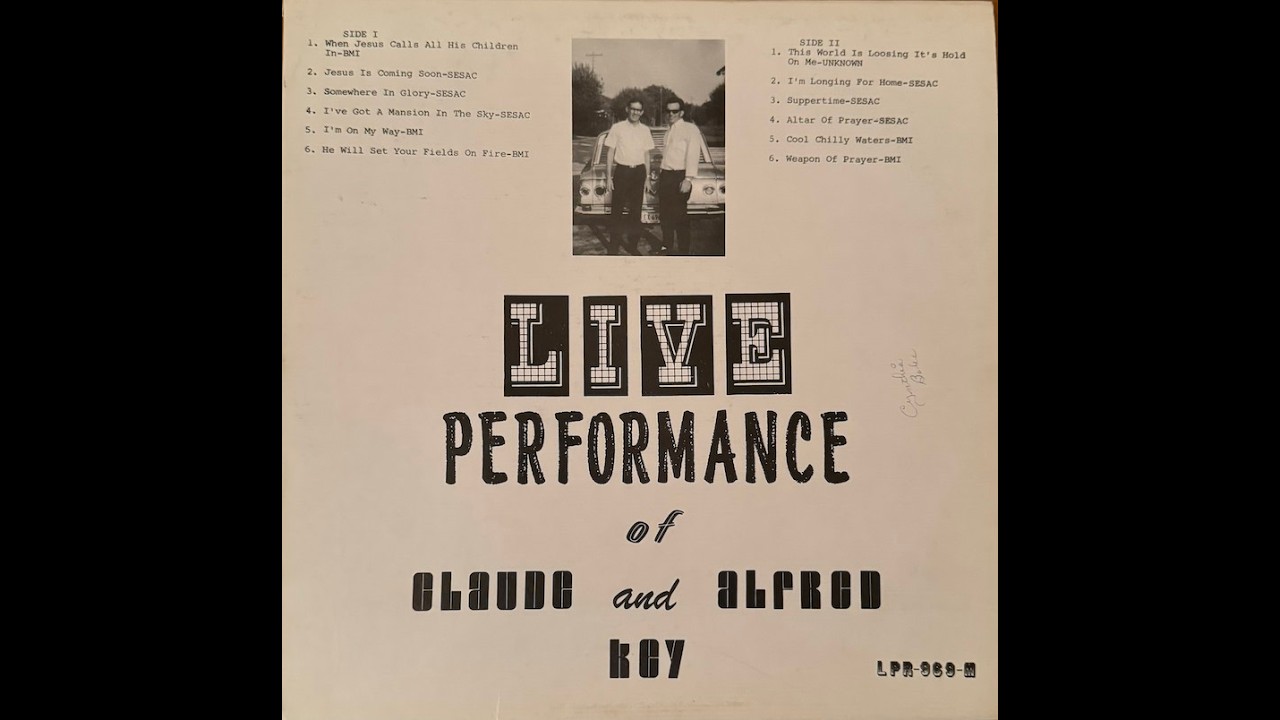 SIDE I
1. When Jesus Calls All His Children
In-BMI
2. Jesus Is Coming Soon-SESAC
3. Somewhere In Glory-SESAC
4. I've Got A Mansion In The Sky-SESAC
5. I'm On My Way-BMI
6. He Will Set Your Fields On Fire-BMI
SIDE II
1. This World Is Loosing It's Hold
On Me-UNKNOWN
2. I'm Longing For Home-SESAC
3. Suppertime-SESAC
4. Altar Of Prayer-SESAC
5. Cool Chilly Waters-BMI
6. Weapon Of Prayer-BMI
LIVE
PERFORMANCE
of
CLAUDE and ALFRED
KEY
Cynthia
LPR-969-M